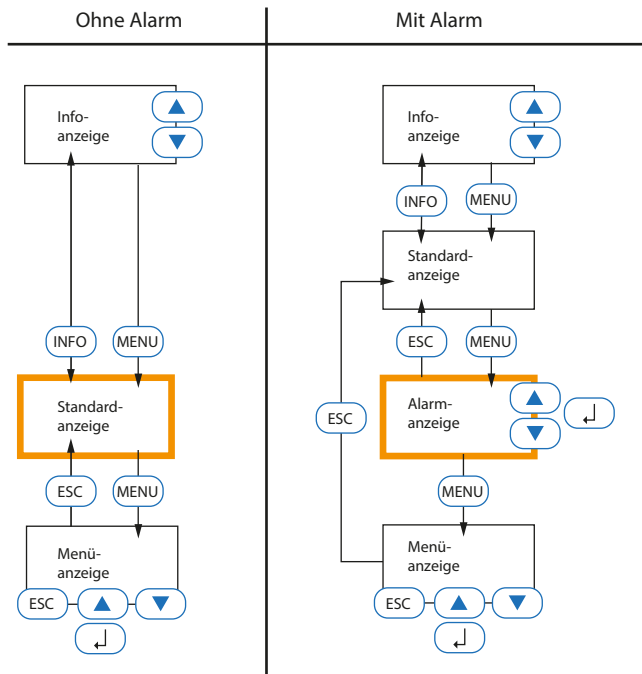 Ohne Alarm
Info-
anzeige
INFO
MENU
Standard-
anzeige
ESC
MENU
Menü-
anzeige
ESC
Mit Alarm
Info-
anzeige
INFO
MENU
Standard-
anzeige
ESC
MENU
ESC
Alarm-
anzeige
MENU
Menü-
anzeige
ESC